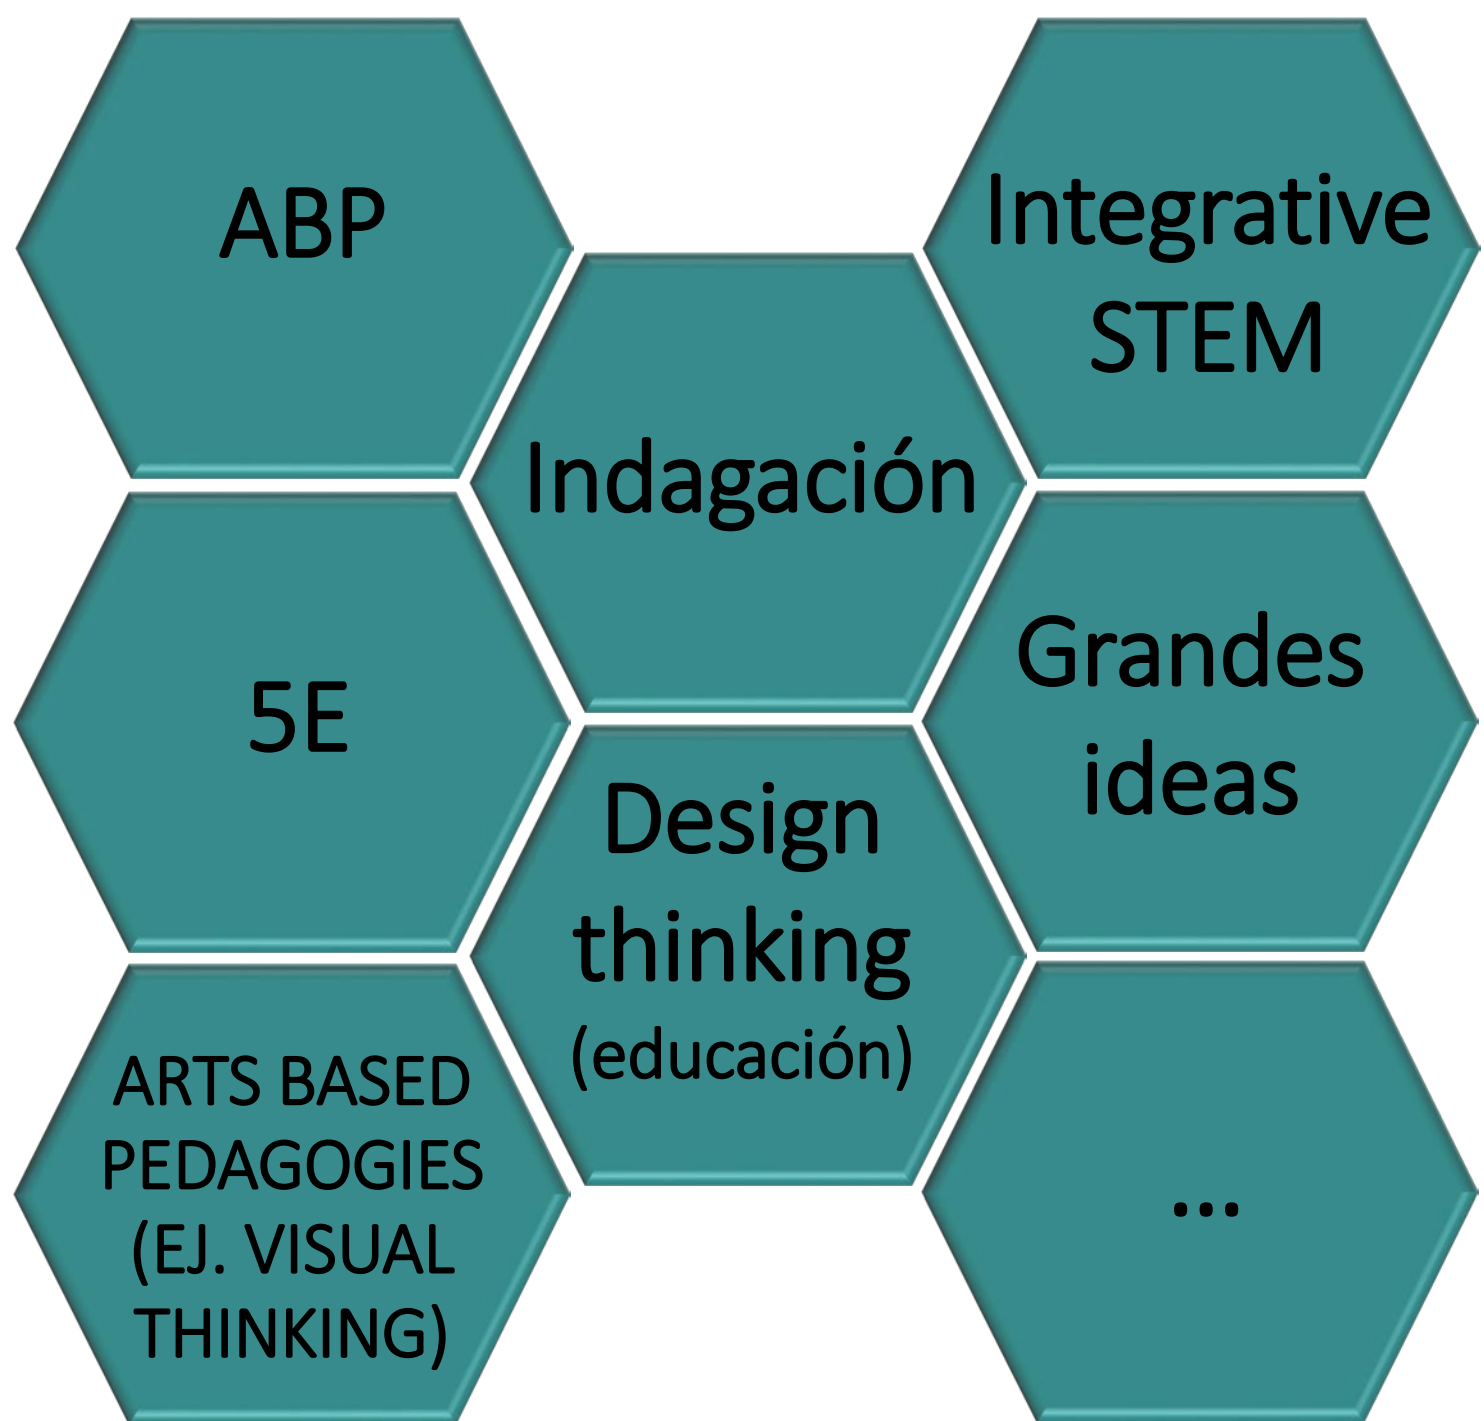 ABP
Integrative
STEM
Indagación
5E
Grandes
ideas
Design
thinking
(educación)
ARTS BASED
PEDAGOGIES
(EJ. VISUAL
THINKING)
...